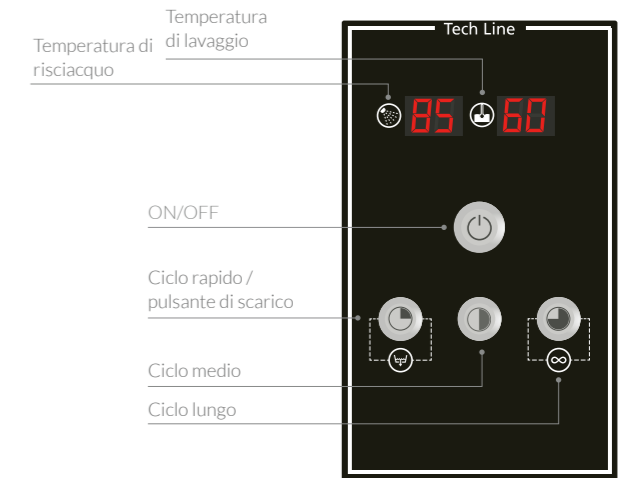 Temperatura
di lavaggio
Temperatura di
risciacquo
Tech Line
85
60
ON/OFF
Ciclo rapido /
pulsante di scarico
Ciclo medio
Ciclo lungo